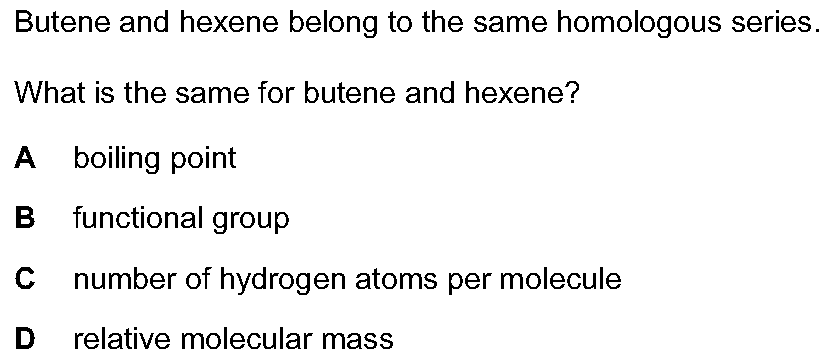 Butene and hexene belong to the same homologous series.
What is the same for butene and hexene?
A boiling point
B functional group
C number of hydrogen atoms per molecule
D relative molecular mass